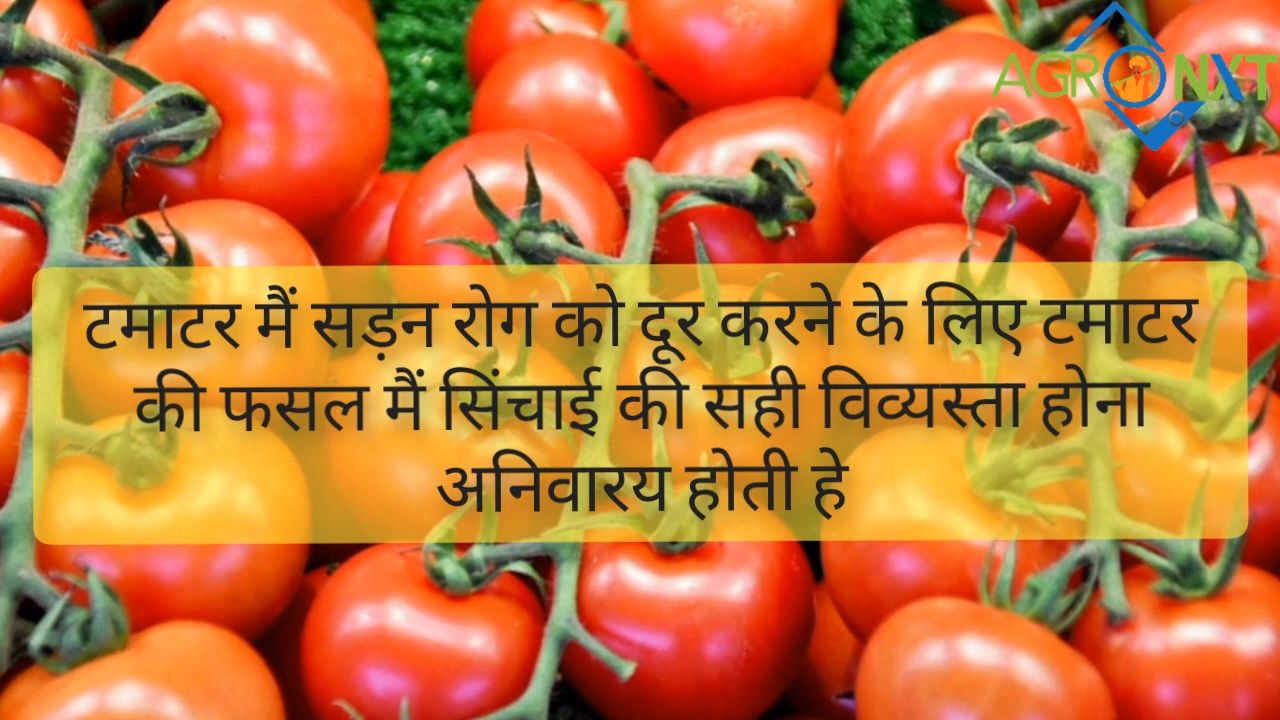 AGRONXT
टमाटर मैं सड़न रोग को दूर करने के लिए टमाटर
की फसल मैं सिंचाई की सही विव्यस्ता होना
अनिवारय होती हे